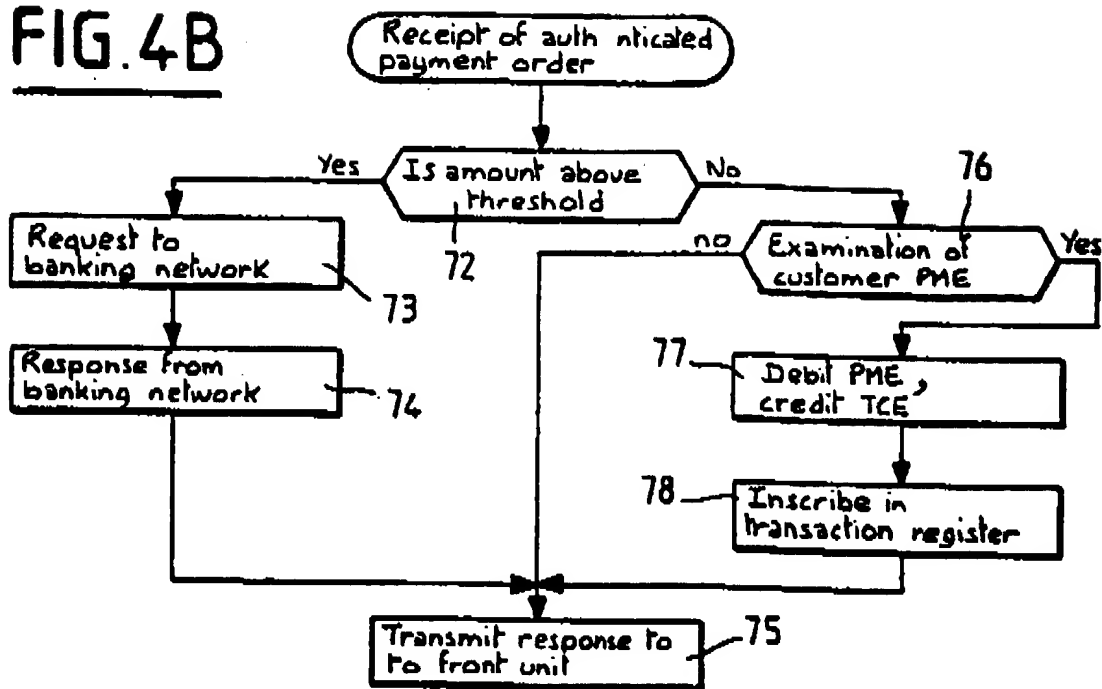 FIG.4B
Receipt of auth nticated
payment order
Is amount above
threshold
Yes
No
72
76
Request to
banking network
73
no
Examination of
customer PME
Yes
Response from
banking network
74
77
Debit PME,
credit TCE
78
Inscribe in
transaction register
Transmit response to
to front unit
75